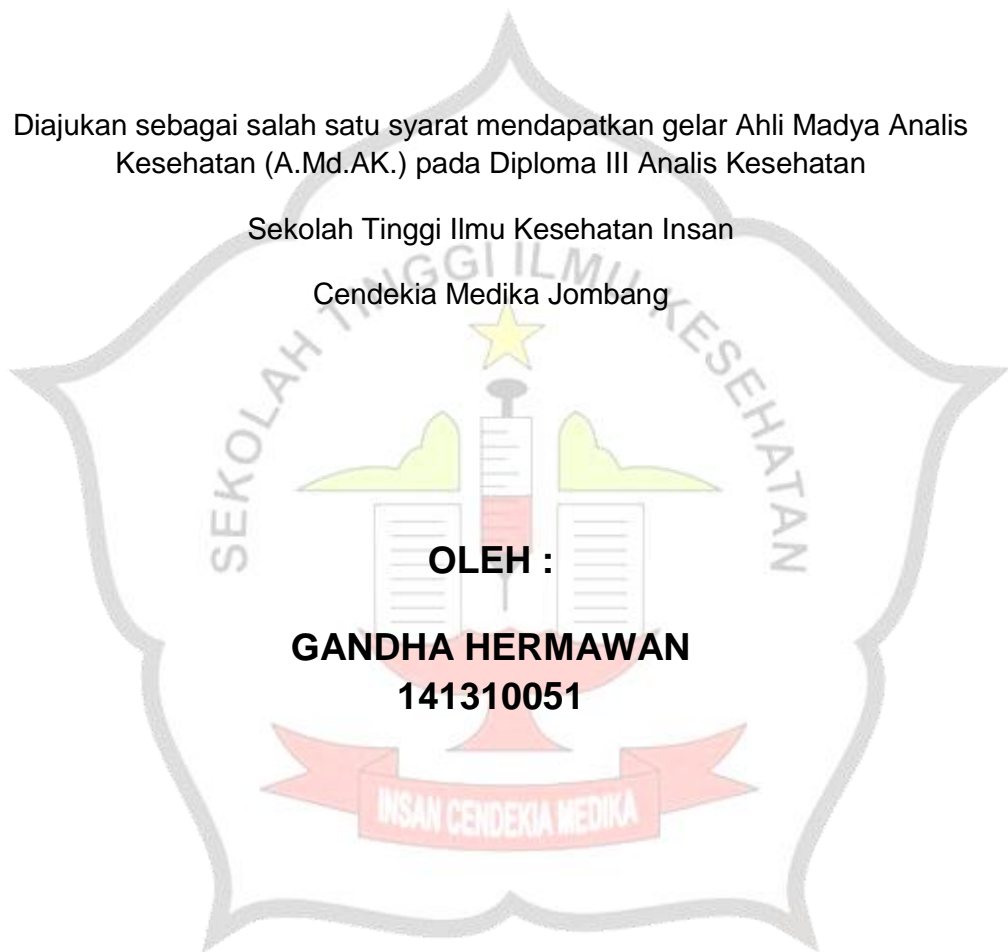 Diajukan sebagai salah satu syarat mendapatkan gelar Ahli Madya Analis
Kesehatan (A.Md.AK.) pada Diploma III Analis Kesehatan
Sekolah Tinggi Ilmu Kesehatan Insan
Cendekia Medika Jombang
SEKOLAH TINGGI ILMU KESEHATAN
OLEH :
GANDHA HERMAWAN
141310051
INSAN CENDEKIA MEDIKA